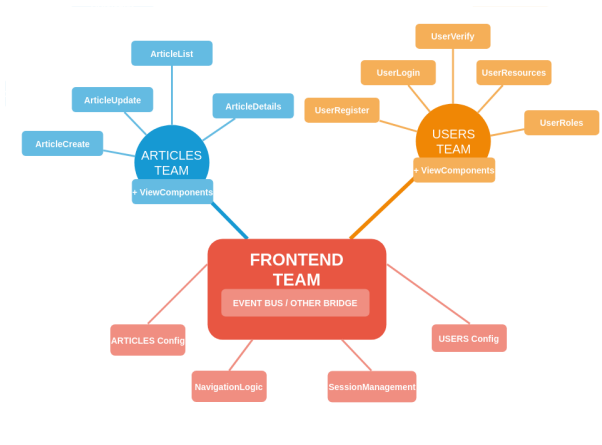 UserVerify
ArticleList
UserLogin
UserResources
ArticleUpdate
ArticleDetails
UserRegister
UserRoles
ArticleCreate
ARTICLES
TEAM
+ ViewComponents
USERS
TEAM
+ ViewComponents
FRONTEND
TEAM
EVENT BUS / OTHER BRIDGE
ARTICLES Config
USERS Config
NavigationLogic
SessionManagement